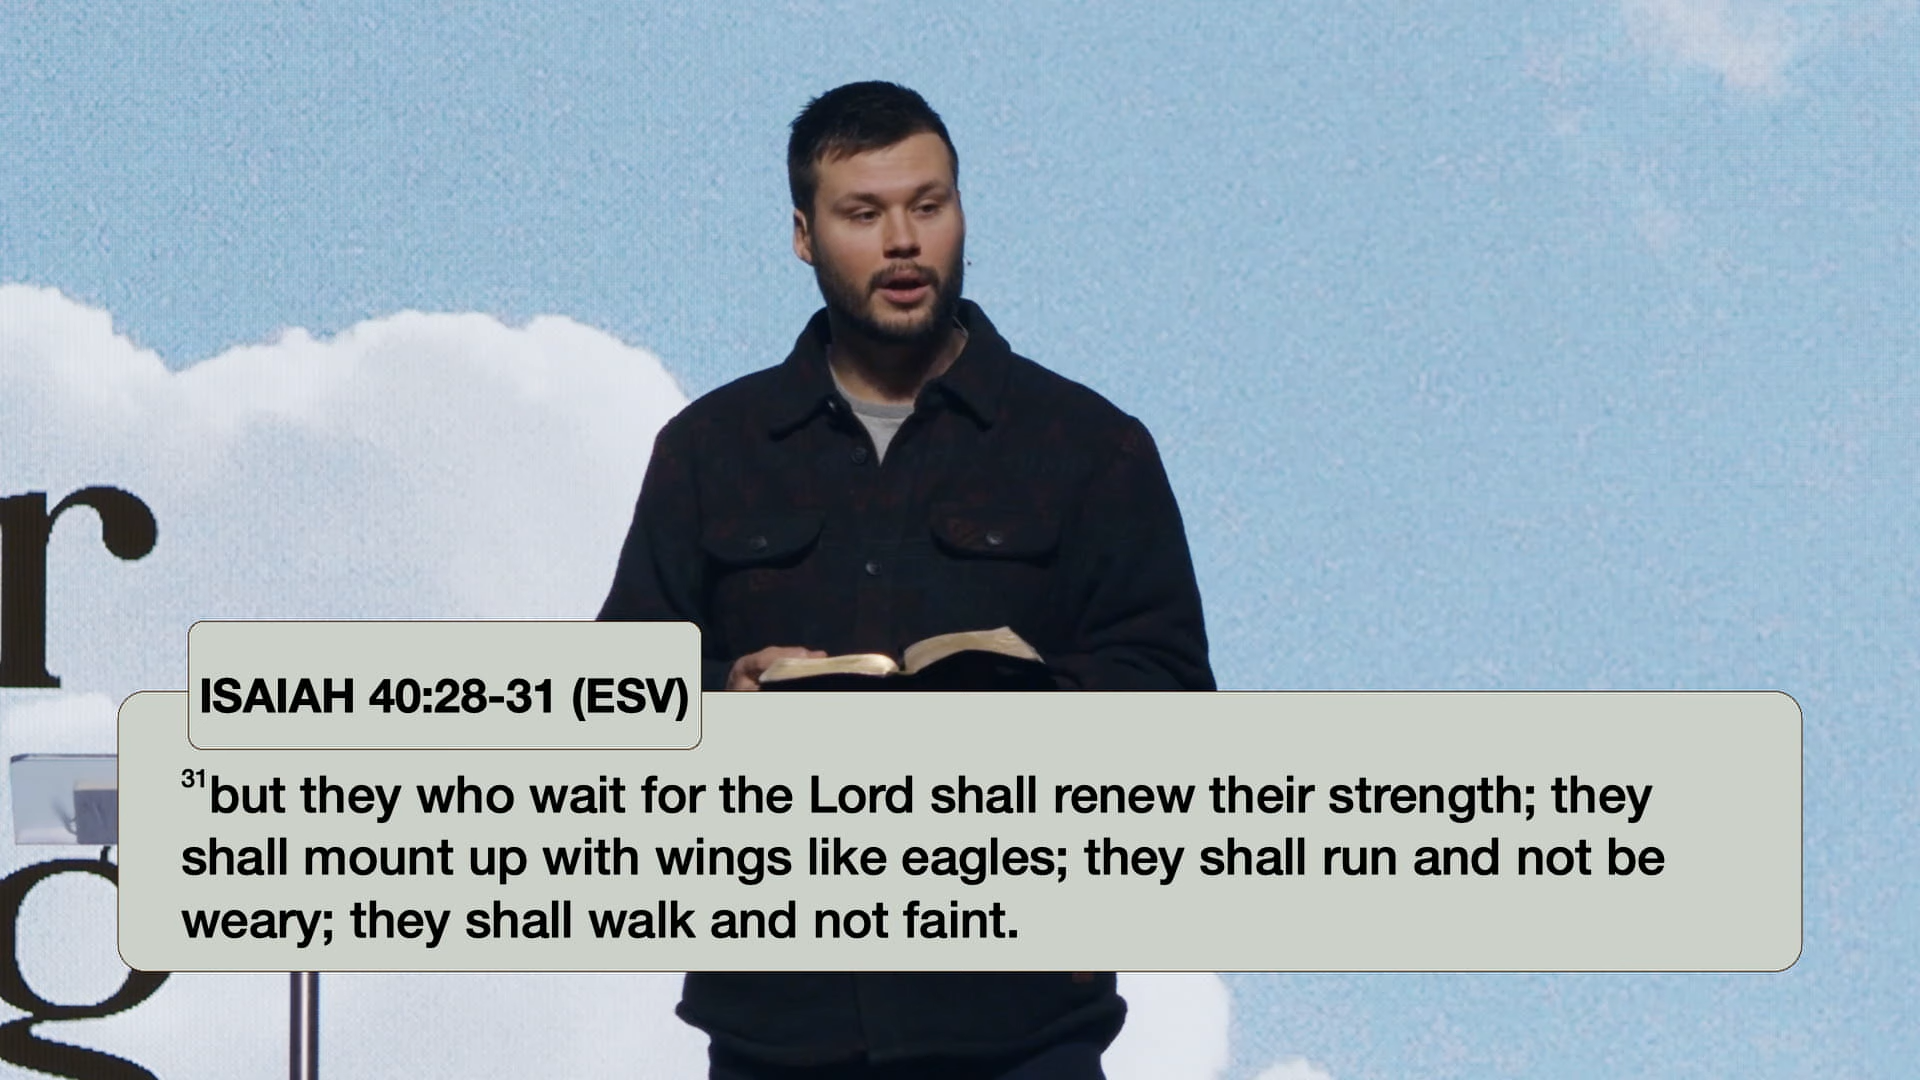 r
g
ISAIAH 40:28-31 (ESV)
31but they who wait for the Lord shall renew their strength; they
shall mount up with wings like eagles; they shall run and not be
weary; they shall walk and not faint.